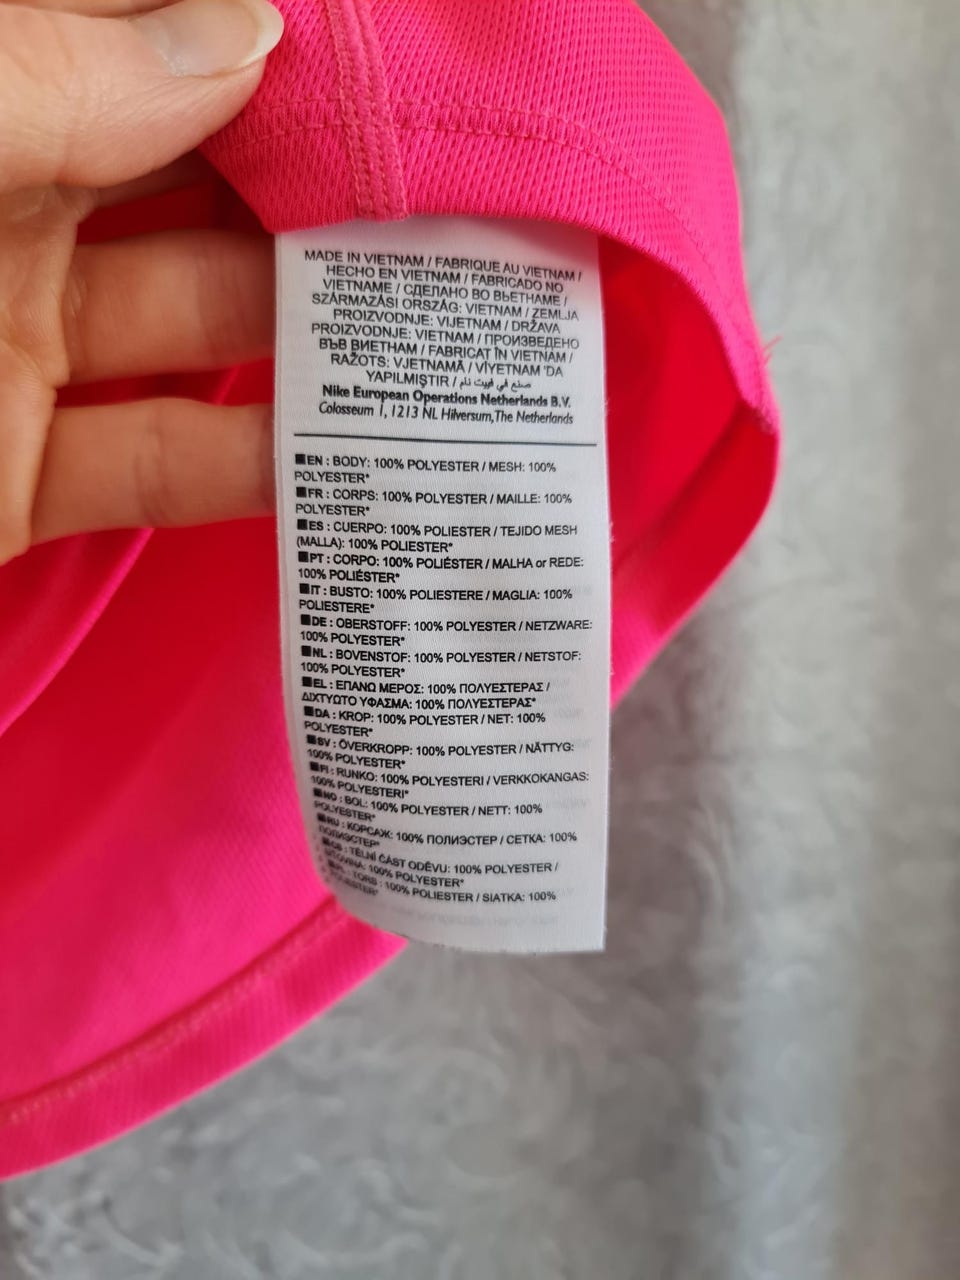 MADE IN VIETNAM / FABRIQUE AU VIETNAM /
HECHO EN VIETNAM / FABRICADO NO
VIETNAME / СДЕЛАНО ВО ВЬЕТНАМЕ /
SZÁRMAZÁSI ORSZÁG: VIETNAM / ZEMLJA
PROIZVODNJE: VIJETNAM / DRŽAVA
PROIZVODNJE: VIETNAM / ПРОИЗВЕДЕНО
ВЪВ ВИЕТНАМ / FABRICAT ÎN VIETNAM /
RAŽOTS: VJETNAMĀ / VİYETNAM 'DA
YAPILMIŞTIR / صنع في فييت نام
Nike European Operations Netherlands B.V.
Colosseum 1, 1213 NL Hilversum, The Netherlands
■EN : BODY: 100% POLYESTER / MESH: 100%
POLYESTER*
■FR : CORPS: 100% POLYESTER / MAILLE: 100%
POLYESTER*
■ES : CUERPO: 100% POLIESTER / TEJIDO MESH
(MALLA): 100% POLIESTER*
■PT : CORPO: 100% POLIÉSTER / MALHA or REDE:
100% POLIÉSTER*
■IT : BUSTO: 100% POLIESTERE / MAGLIA: 100%
POLIESTERE*
■DE : OBERSTOFF: 100% POLYESTER / NETZWARE:
100% POLYESTER*
■NL : BOVENSTOF: 100% POLYESTER / NETSTOF:
100% POLYESTER*
■EL : ΕΠΑΝΩ ΜΕΡΟΣ: 100% ΠΟΛΥΕΣΤΕΡΑΣ /
ΔΙΧΤΥΩΤΟ ΥΦΑΣΜΑ: 100% ΠΟΛΥΕΣΤΕΡΑΣ*
■DA : KROP: 100% POLYESTER / NET: 100%
POLYESTER*
■SV : ÖVERKROPP: 100% POLYESTER / NÄTTYG:
100% POLYESTER*
■FI : RUNKO: 100% POLYESTERI / VERKKOKANGAS:
100% POLYESTERI*
■NO : BOL: 100% POLYESTER / NETT: 100%
POLYESTER*
■RU : КОРСАЖ: 100% ПОЛИЭСТЕР / СЕТКА: 100%
ПОЛИЭСТЕР*
■CS : TĚLNÍ ČÁST ODĚVU: 100% POLYESTER /
SÍŤOVINA: 100% POLYESTER*
■PL : TORS : 100% POLIESTER / SIATKA: 100%
POLIESTER*